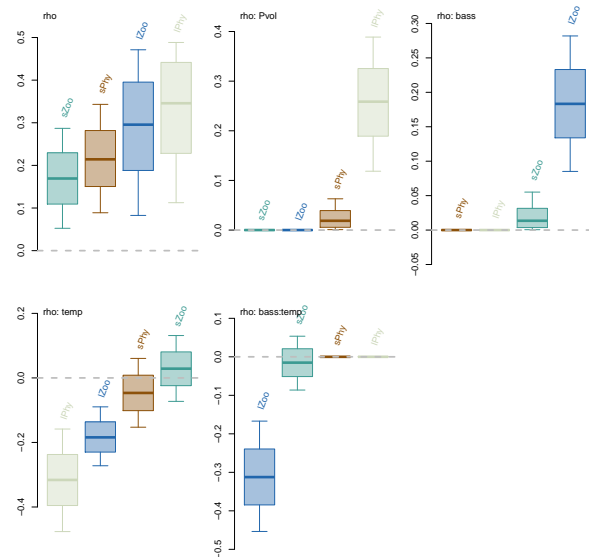 rho
0.5
0.4
0.3
0.2
0.1
0.0
sZoo
sPhy
lZoo
lPhy
rho: Pvol
0.4
0.3
0.2
0.1
0.0
sZoo
lZoo
sPhy
lPhy
rho: bass
0.30
0.25
0.20
0.15
0.10
0.05
0.00
-0.05
sPhy
lPhy
sZoo
lZoo
rho: temp
0.2
0.0
-0.2
-0.4
lPhy
lZoo
sPhy
sZoo
rho: bass:temp
0.1
0.0
-0.1
-0.2
-0.3
-0.4
-0.5
lZoo
sZoo
sPhy
lPhy